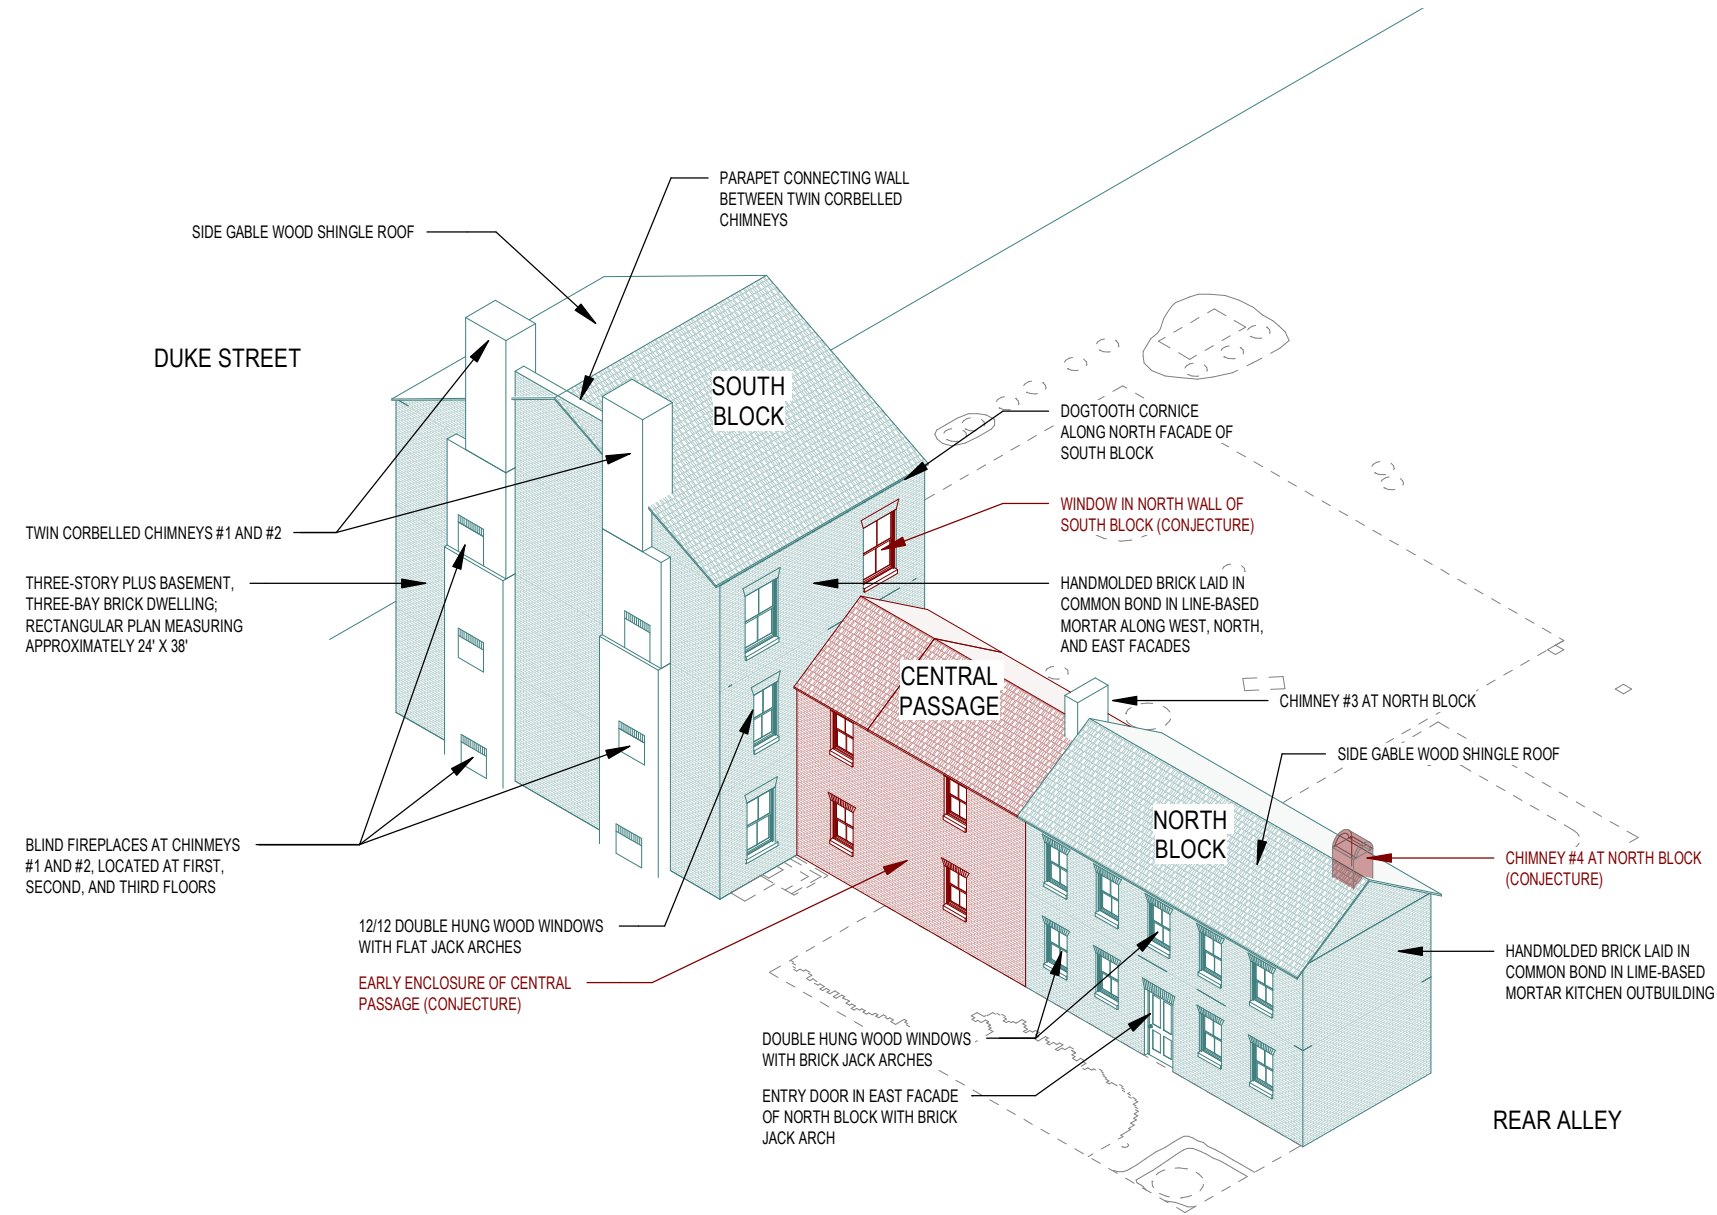 PARAPET CONNECTING WALL
BETWEEN TWIN CORBELLED
CHIMNEYS
SIDE GABLE WOOD SHINGLE ROOF
DUKE STREET
SOUTH
BLOCK
DOGTOOTH CORNICE
ALONG NORTH FACADE OF
SOUTH BLOCK
WINDOW IN NORTH WALL OF
SOUTH BLOCK (CONJECTURE)
TWIN CORBELLED CHIMNEYS #1 AND #2
THREE-STORY PLUS BASEMENT,
THREE-BAY BRICK DWELLING;
RECTANGULAR PLAN MEASURING
APPROXIMATELY 24' X 38'
HANDMOLDED BRICK LAID IN
COMMON BOND IN LINE-BASED
MORTAR ALONG WEST, NORTH,
AND EAST FACADES
CENTRAL
PASSAGE
CHIMNEY #3 AT NORTH BLOCK
SIDE GABLE WOOD SHINGLE ROOF
NORTH
BLOCK
BLIND FIREPLACES AT CHINMEYS
#1 AND #2, LOCATED AT FIRST,
SECOND, AND THIRD FLOORS
CHIMNEY #4 AT NORTH BLOCK
(CONJECTURE)
12/12 DOUBLE HUNG WOOD WINDOWS
WITH FLAT JACK ARCHES
EARLY ENCLOSURE OF CENTRAL
PASSAGE (CONJECTURE)
HANDMOLDED BRICK LAID IN
COMMON BOND IN LIME-BASED
MORTAR KITCHEN OUTBUILDING
DOUBLE HUNG WOOD WINDOWS
WITH BRICK JACK ARCHES
ENTRY DOOR IN EAST FACADE
OF NORTH BLOCK WITH BRICK
JACK ARCH
REAR ALLEY